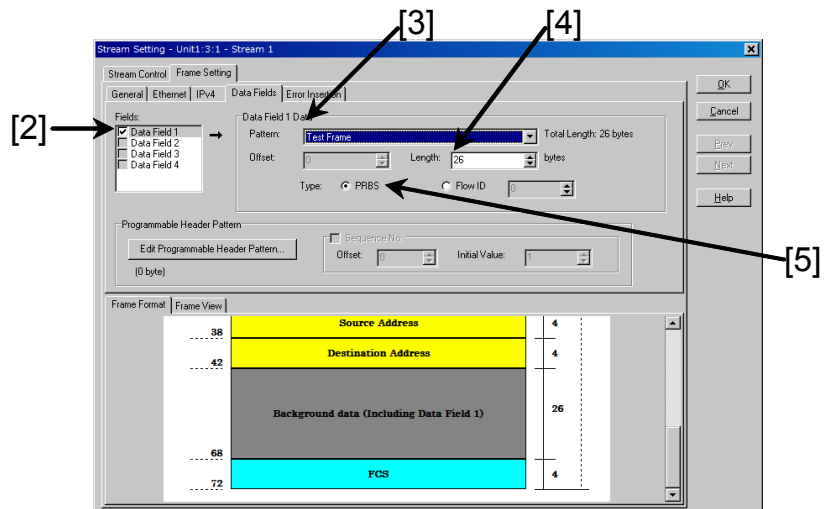 [3]
[4]
Stream Setting - Unit1:3:1 - Stream 1
Stream Control Frame Setting
General Ethernet IPv4 Data Fields Error Insertion
OK
Cancel
Prev
Next
Help
[2]
Fields:
Data Field 1
Data Field 2
Data Field 3
Data Field 4
Data Field 1 Data
Pattern: Test Frame Total Length: 26 bytes
Offset: 0 Length: 26 bytes
Type: PRBS Flow ID 0
[5]
Programmable Header Pattern
Edit Programmable Header Pattern...
(0 byte)
Sequence No.
Offset: 0 Initial Value: 1
Frame Format Frame View
Source Address 4
38
Destination Address 4
42
Background data (Including Data Field 1) 26
68
FCS 4
72